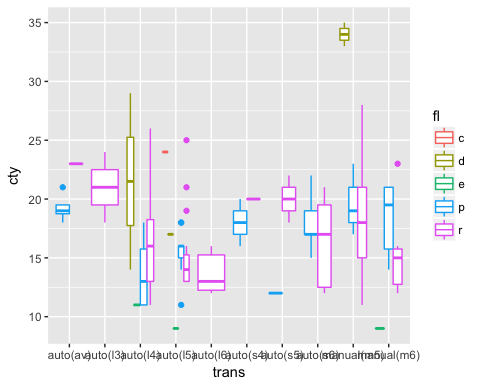 35
30
25
20
15
10
cty
auto(av) auto(l3) auto(l4) auto(l5) auto(l6) auto(s4) auto(s5) auto(s6) manual(m5) manual(m6)
trans
fl
c
d
e
p
r